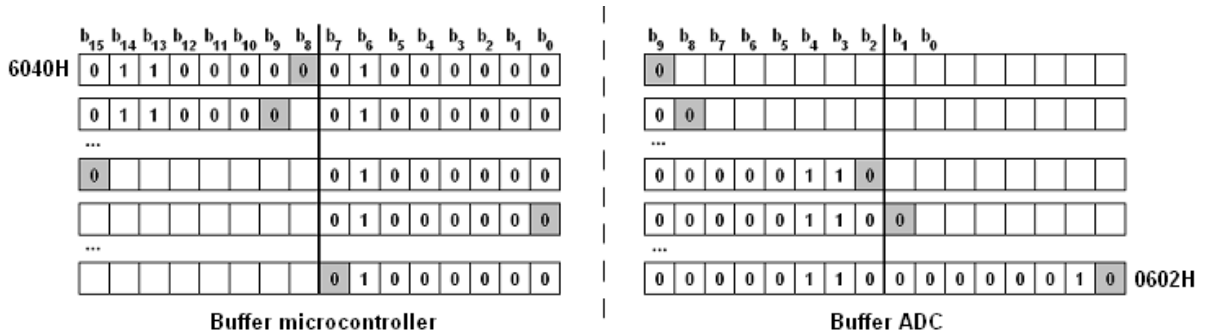 b15 b14 b13 b12 b11 b10 b9 b8 b7 b6 b5 b4 b3 b2 b1 b0 b9 b8 b7 b6 b5 b4 b3 b2 b1 b0
6040H 0 1 1 0 0 0 0 0 0 1 0 0 0 0 0 0 0
0 1 1 0 0 0 0 0 1 0 0 0 0 0 0 0 0
... ...
0 0 1 0 0 0 0 0 0 0 0 0 0 0 1 1 0
0 1 0 0 0 0 0 0 0 0 0 0 0 1 1 0 0
... ...
0 1 0 0 0 0 0 0 0 0 0 0 0 1 1 0 0 0 0 0 0 0 1 0 0602H
Buffer microcontroller Buffer ADC